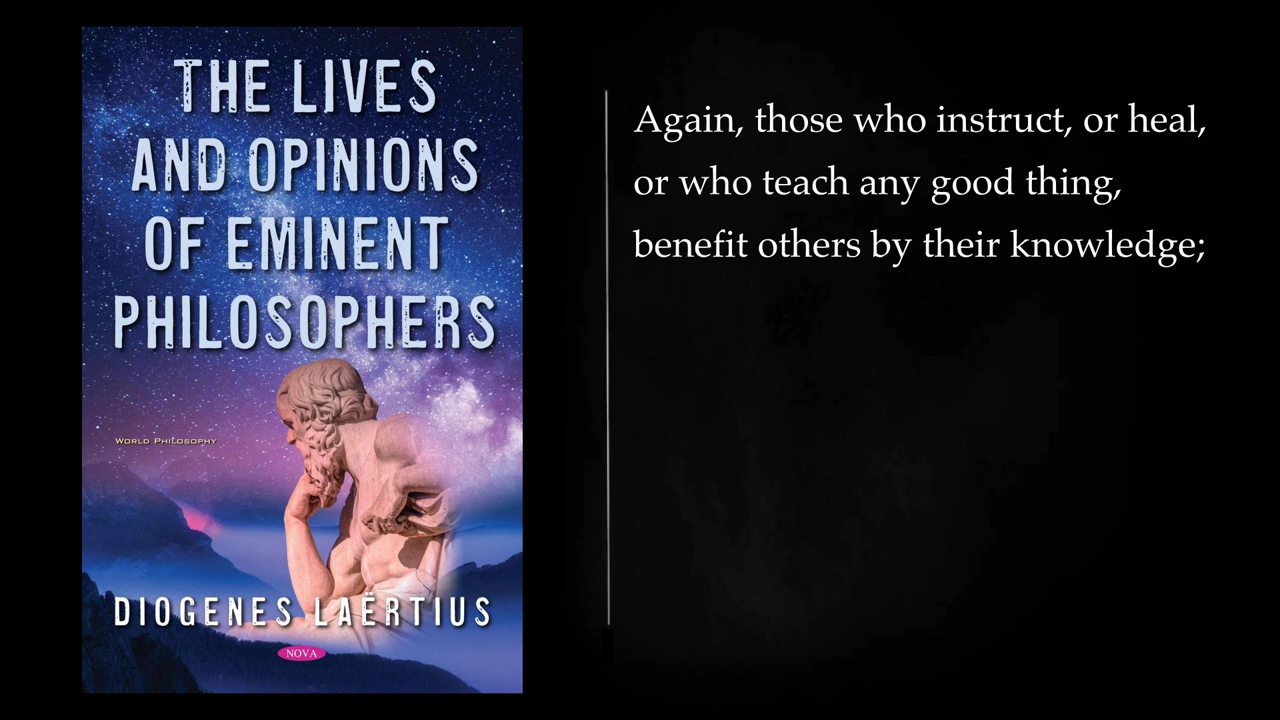 THE LIVES
AND OPINIONS
OF EMINENT
PHILOSOPHERS
WORLD PHILOSOPHY
DIOGENES LAËRTIUS
NOVA
Again, those who instruct, or heal,
or who teach any good thing,
benefit others by their knowledge;